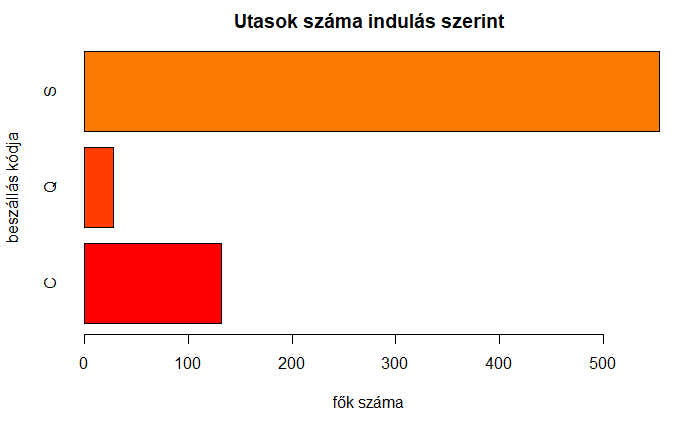 Utasok száma indulás szerint
beszállás kódja
S
Q
C
0 100 200 300 400 500
fők száma